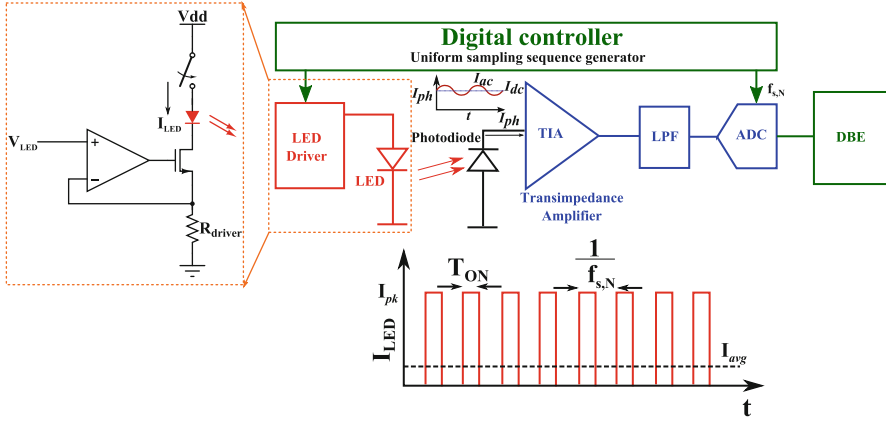 Vdd
I_LED
V_LED
+
−
R_driver
Digital controller
Uniform sampling sequence generator
LED
Driver
LED
I_ph
I_ac
I_dc
t
I_ph
Photodiode
TIA
Transimpedance
Amplifier
LPF
f_s,N
ADC
DBE
T_ON
1
f_s,N
I_pk
I_LED
I_avg
t